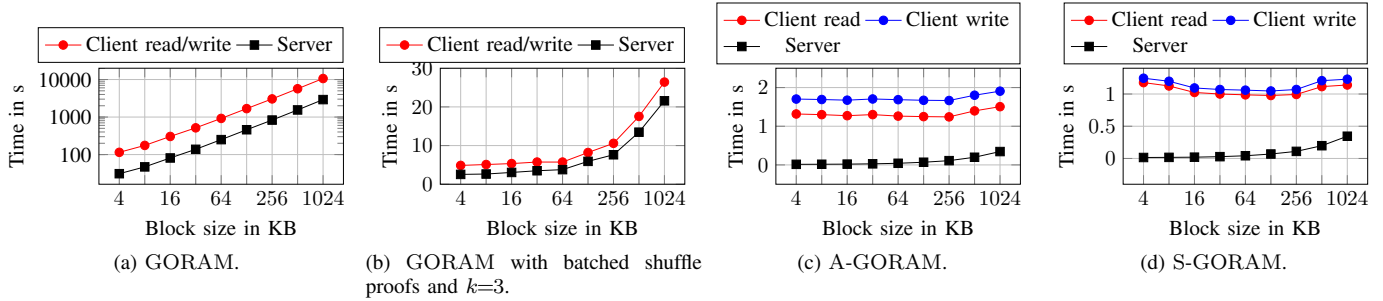 Client read/write Server
10000
1000
100
Time in s
4 16 64 256 1024
Block size in KB
(a) GORAM.
Client read/write Server
30
20
10
0
Time in s
4 16 64 256 1024
Block size in KB
(b) GORAM with batched shuffle
proofs and k=3.
Client read Client write
Server
2
1
0
Time in s
4 16 64 256 1024
Block size in KB
(c) A-GORAM.
Client read Client write
Server
1
0.5
0
Time in s
4 16 64 256 1024
Block size in KB
(d) S-GORAM.